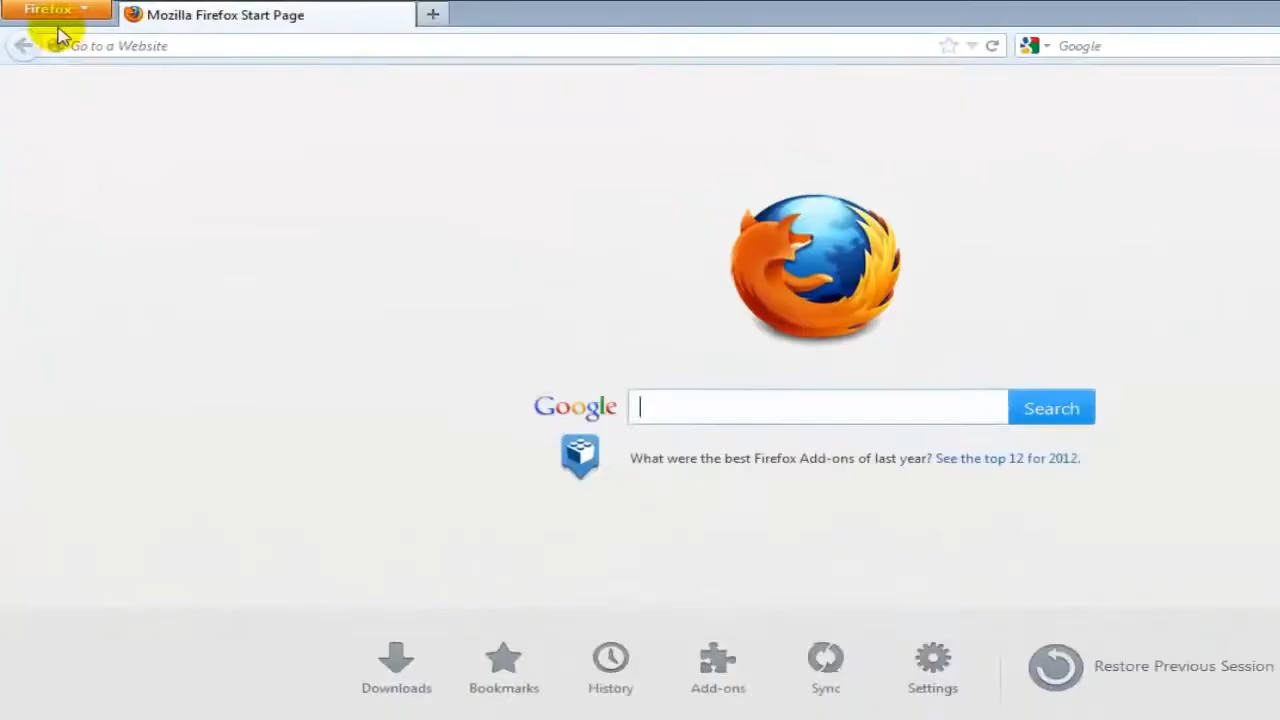 Firefox
Mozilla Firefox Start Page
Go to a Website
Google
Google
Search
What were the best Firefox Add-ons of last year? See the top 12 for 2012.
Downloads
Bookmarks
History
Add-ons
Sync
Settings
Restore Previous Session